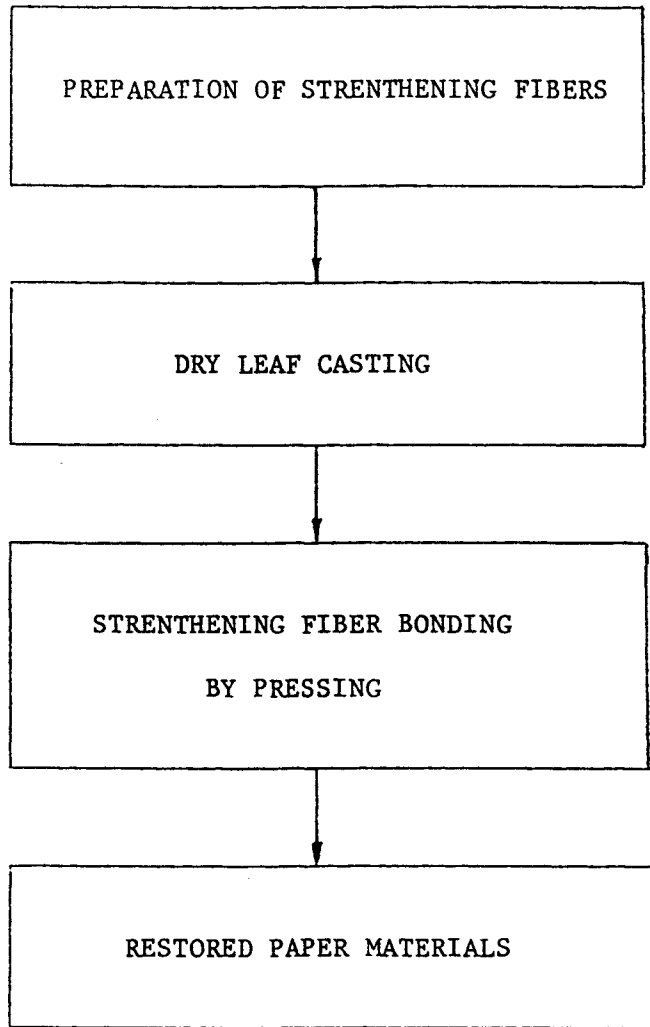 PREPARATION OF STRENTHENING FIBERS
DRY LEAF CASTING
STRENTHENING FIBER BONDING
BY PRESSING
RESTORED PAPER MATERIALS